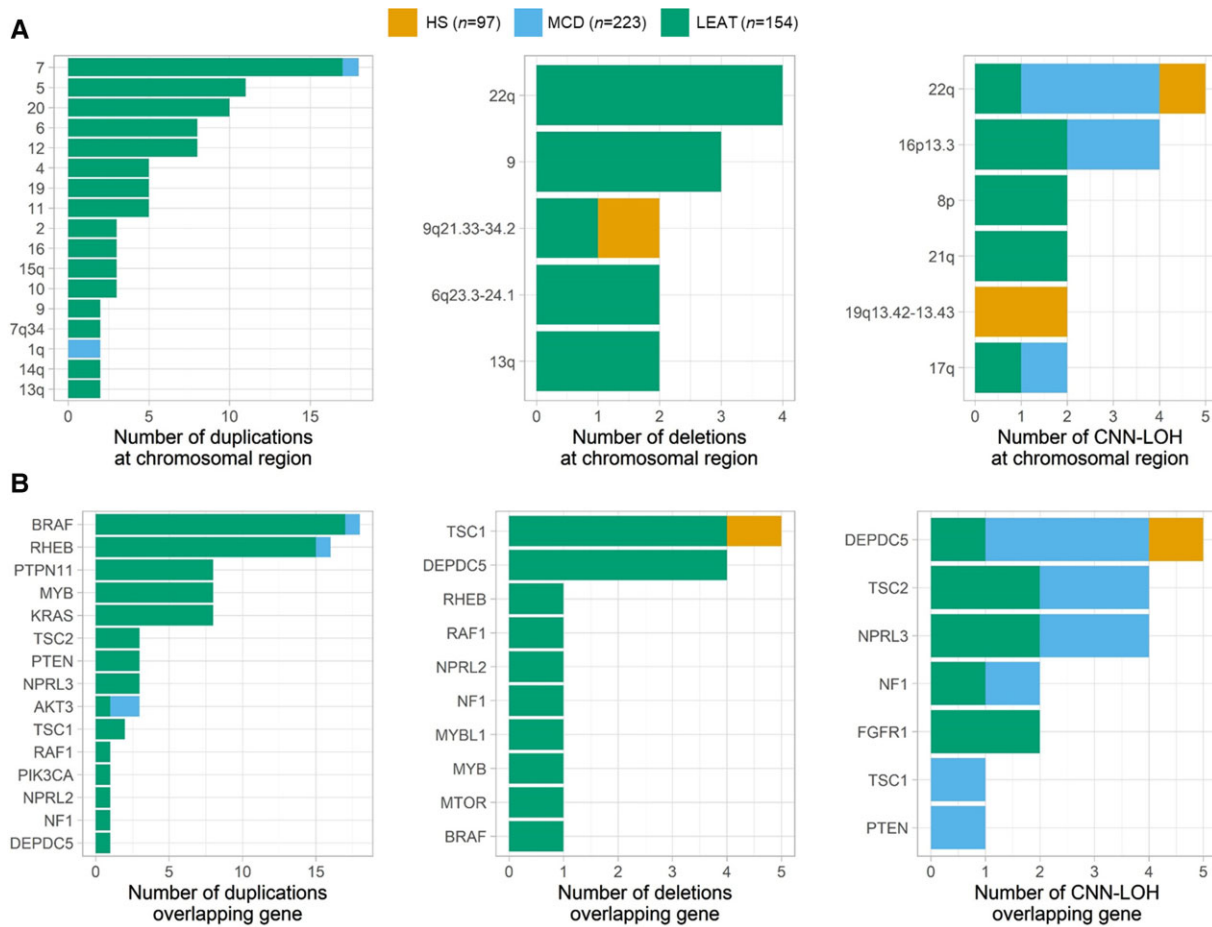 HS (n=97) MCD (n=223) LEAT (n=154)
A
7
5
20
6
12
4
19
11
2
16
15q
10
9
7q34
1q
14q
13q
0 5 10 15
Number of duplications
at chromosomal region
22q
9
9q21.33-34.2
6q23.3-24.1
13q
0 1 2 3 4
Number of deletions
at chromosomal region
22q
16p13.3
8p
21q
19q13.42-13.43
17q
0 1 2 3 4 5
Number of CNN-LOH
at chromosomal region
B
BRAF
RHEB
PTPN11
MYB
KRAS
TSC2
PTEN
NPRL3
AKT3
TSC1
RAF1
PIK3CA
NPRL2
NF1
DEPDC5
0 5 10 15
Number of duplications
overlapping gene
TSC1
DEPDC5
RHEB
RAF1
NPRL2
NF1
MYBL1
MYB
MTOR
BRAF
0 1 2 3 4 5
Number of deletions
overlapping gene
DEPDC5
TSC2
NPRL3
NF1
FGFR1
TSC1
PTEN
0 1 2 3 4 5
Number of CNN-LOH
overlapping gene